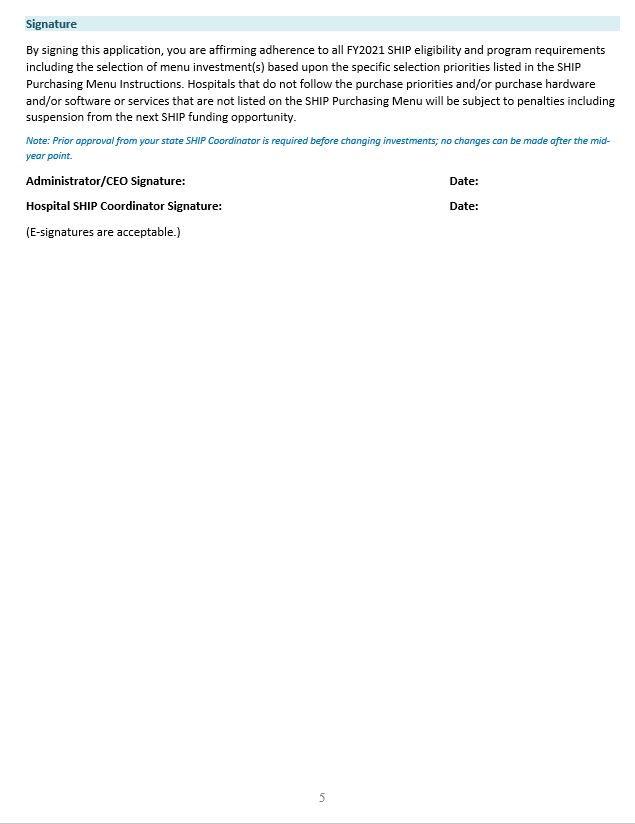 Signature
By signing this application, you are affirming adherence to all FY2021 SHIP eligibility and program requirements
including the selection of menu investment(s) based upon the specific selection priorities listed in the SHIP
Purchasing Menu Instructions. Hospitals that do not follow the purchase priorities and/or purchase hardware
and/or software or services that are not listed on the SHIP Purchasing Menu will be subject to penalties including
suspension from the next SHIP funding opportunity.
Note: Prior approval from your state SHIP Coordinator is required before changing investments; no changes can be made after the mid-
year point.
Administrator/CEO Signature: Date:
Hospital SHIP Coordinator Signature: Date:
(E-signatures are acceptable.)
5